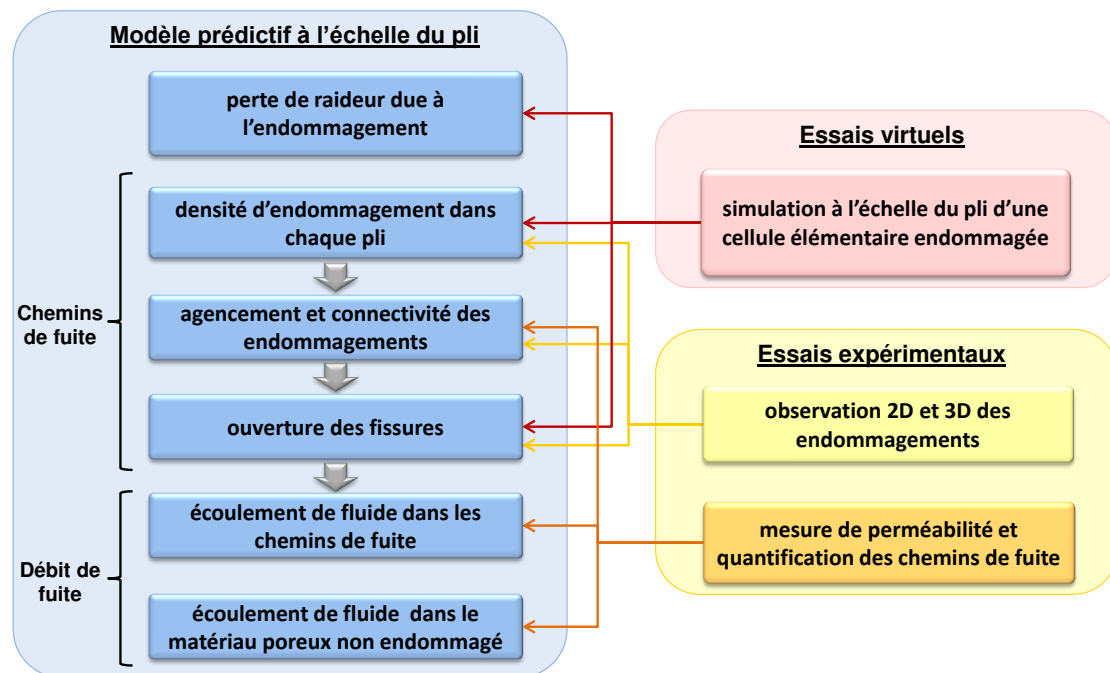 Modèle prédictif à l'échelle du pli
perte de raideur due à
l'endommagement
Chemins
de fuite
densité d'endommagement dans
chaque pli
agencement et connectivité des
endommagements
ouverture des fissures
Débit de
fuite
écoulement de fluide dans les
chemins de fuite
écoulement de fluide dans le
matériau poreux non endommagé
Essais virtuels
simulation à l'échelle du pli d'une
cellule élémentaire endommagée
Essais expérimentaux
observation 2D et 3D des
endommagements
mesure de perméabilité et
quantification des chemins de fuite